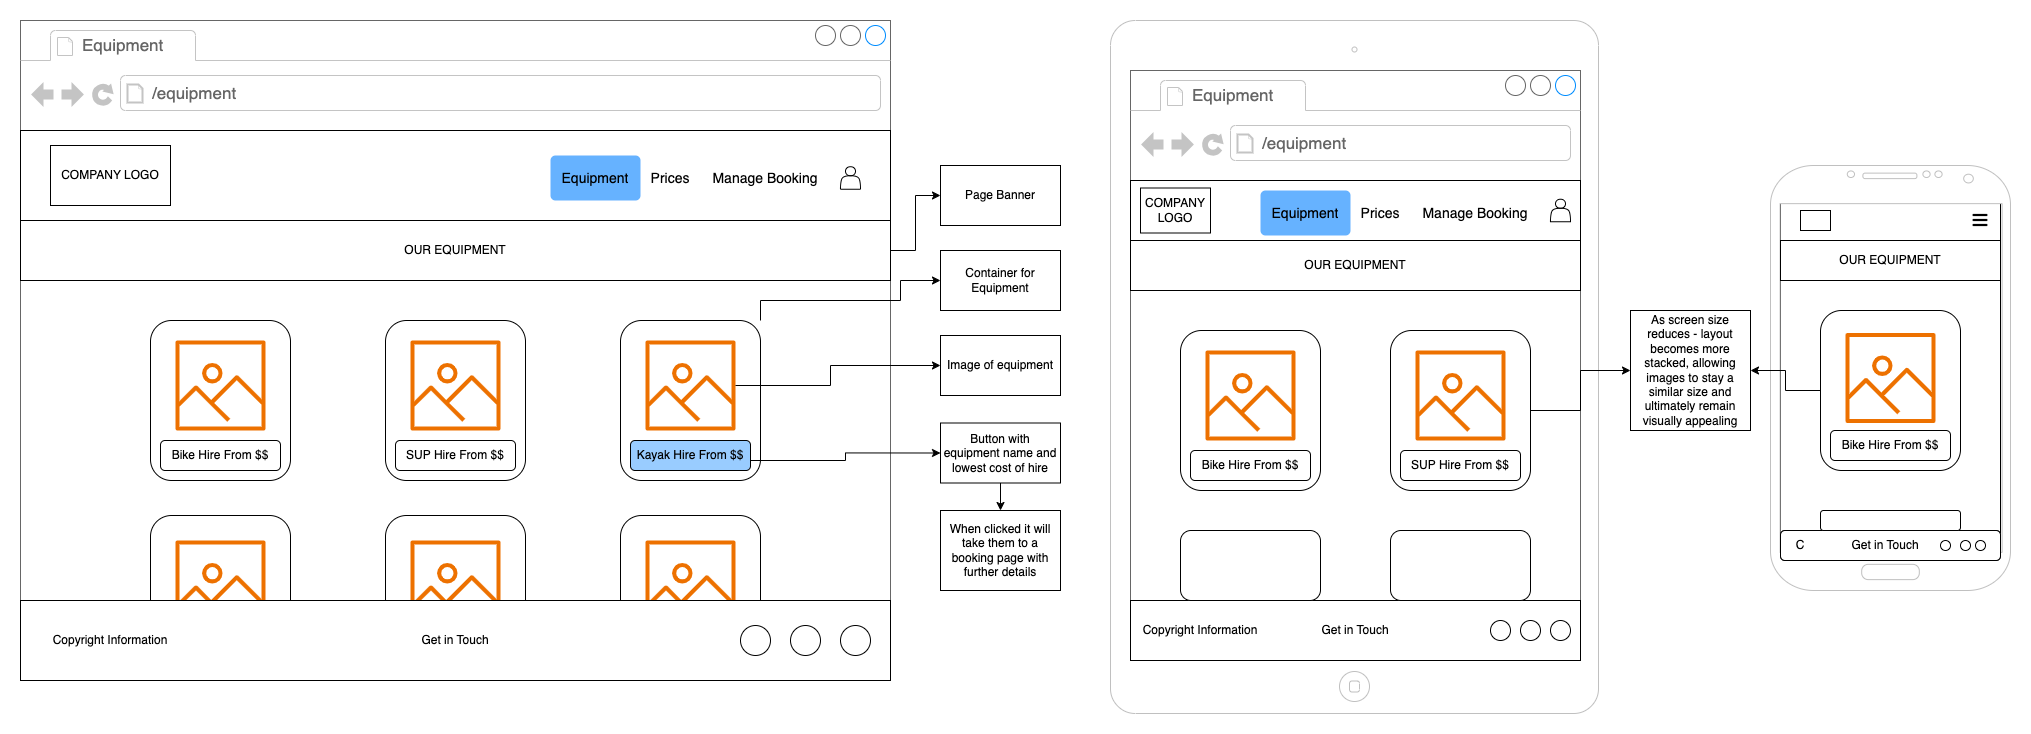 Equipment
/equipment
COMPANY LOGO
Equipment
Prices
Manage Booking
OUR EQUIPMENT
Bike Hire From $$
SUP Hire From $$
Kayak Hire From $$
Copyright Information
Get in Touch
Page Banner
Container for
Equipment
Image of equipment
Button with
equipment name and
lowest cost of hire
When clicked it will
take them to a
booking page with
further details
Equipment
/equipment
COMPANY
LOGO
Equipment
Prices
Manage Booking
OUR EQUIPMENT
Bike Hire From $$
SUP Hire From $$
Copyright Information
Get in Touch
As screen size
reduces - layout
becomes more
stacked, allowing
images to stay a
similar size and
ultimately remain
visually appealing
OUR EQUIPMENT
Bike Hire From $$
C
Get in Touch